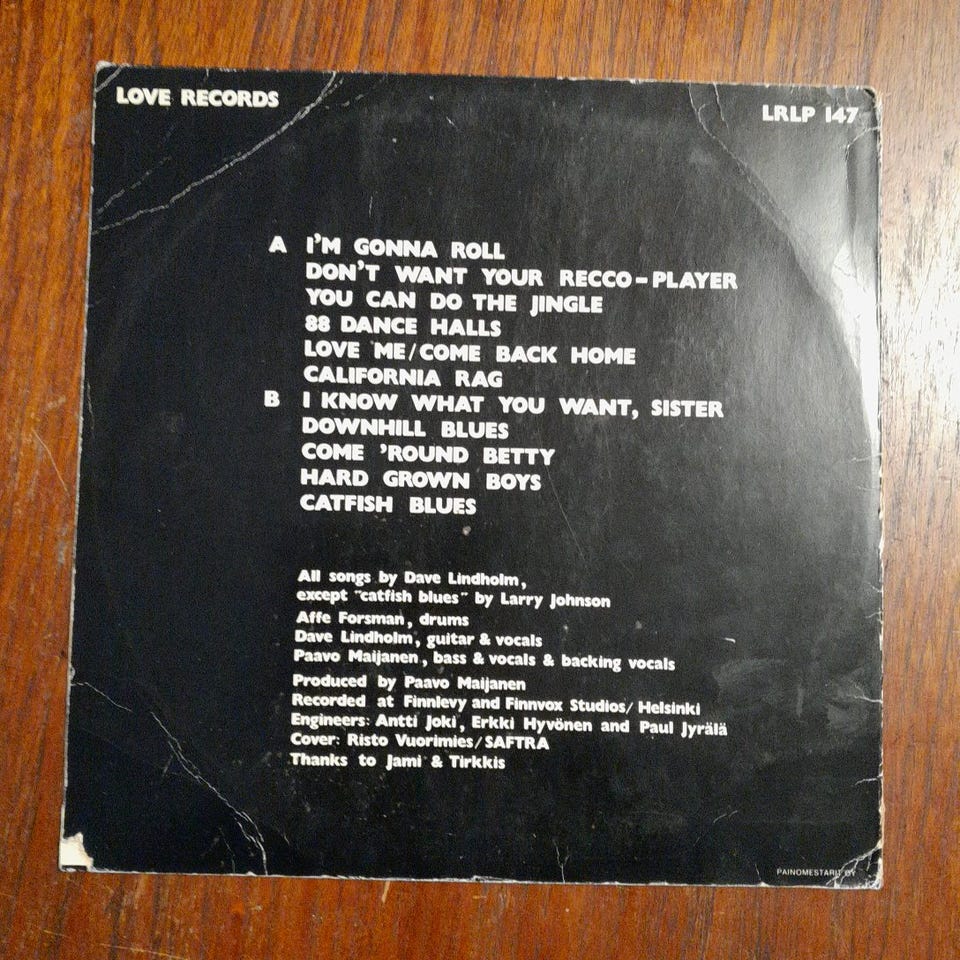 LOVE RECORDS
LRLP 147
A I'M GONNA ROLL
DON'T WANT YOUR RECCO-PLAYER
YOU CAN DO THE JINGLE
88 DANCE HALLS
LOVE ME/COME BACK HOME
CALIFORNIA RAG
B I KNOW WHAT YOU WANT, SISTER
DOWNHILL BLUES
COME 'ROUND BETTY
HARD GROWN BOYS
CATFISH BLUES
All songs by Dave Lindholm,
except "catfish blues" by Larry Johnson
Affe Forsman, drums
Dave Lindholm, guitar & vocals
Paavo Maijanen, bass & vocals & backing vocals
Produced by Paavo Maijanen
Recorded at Finnlevy and Finnvox Studios/Helsinki
Engineers: Antti Joki, Erkki Hyvönen and Paul Jyrälä
Cover: Risto Vuorimies/SAFTRA
Thanks to Jami & Tirkkis
PAINOMESTARIT OY